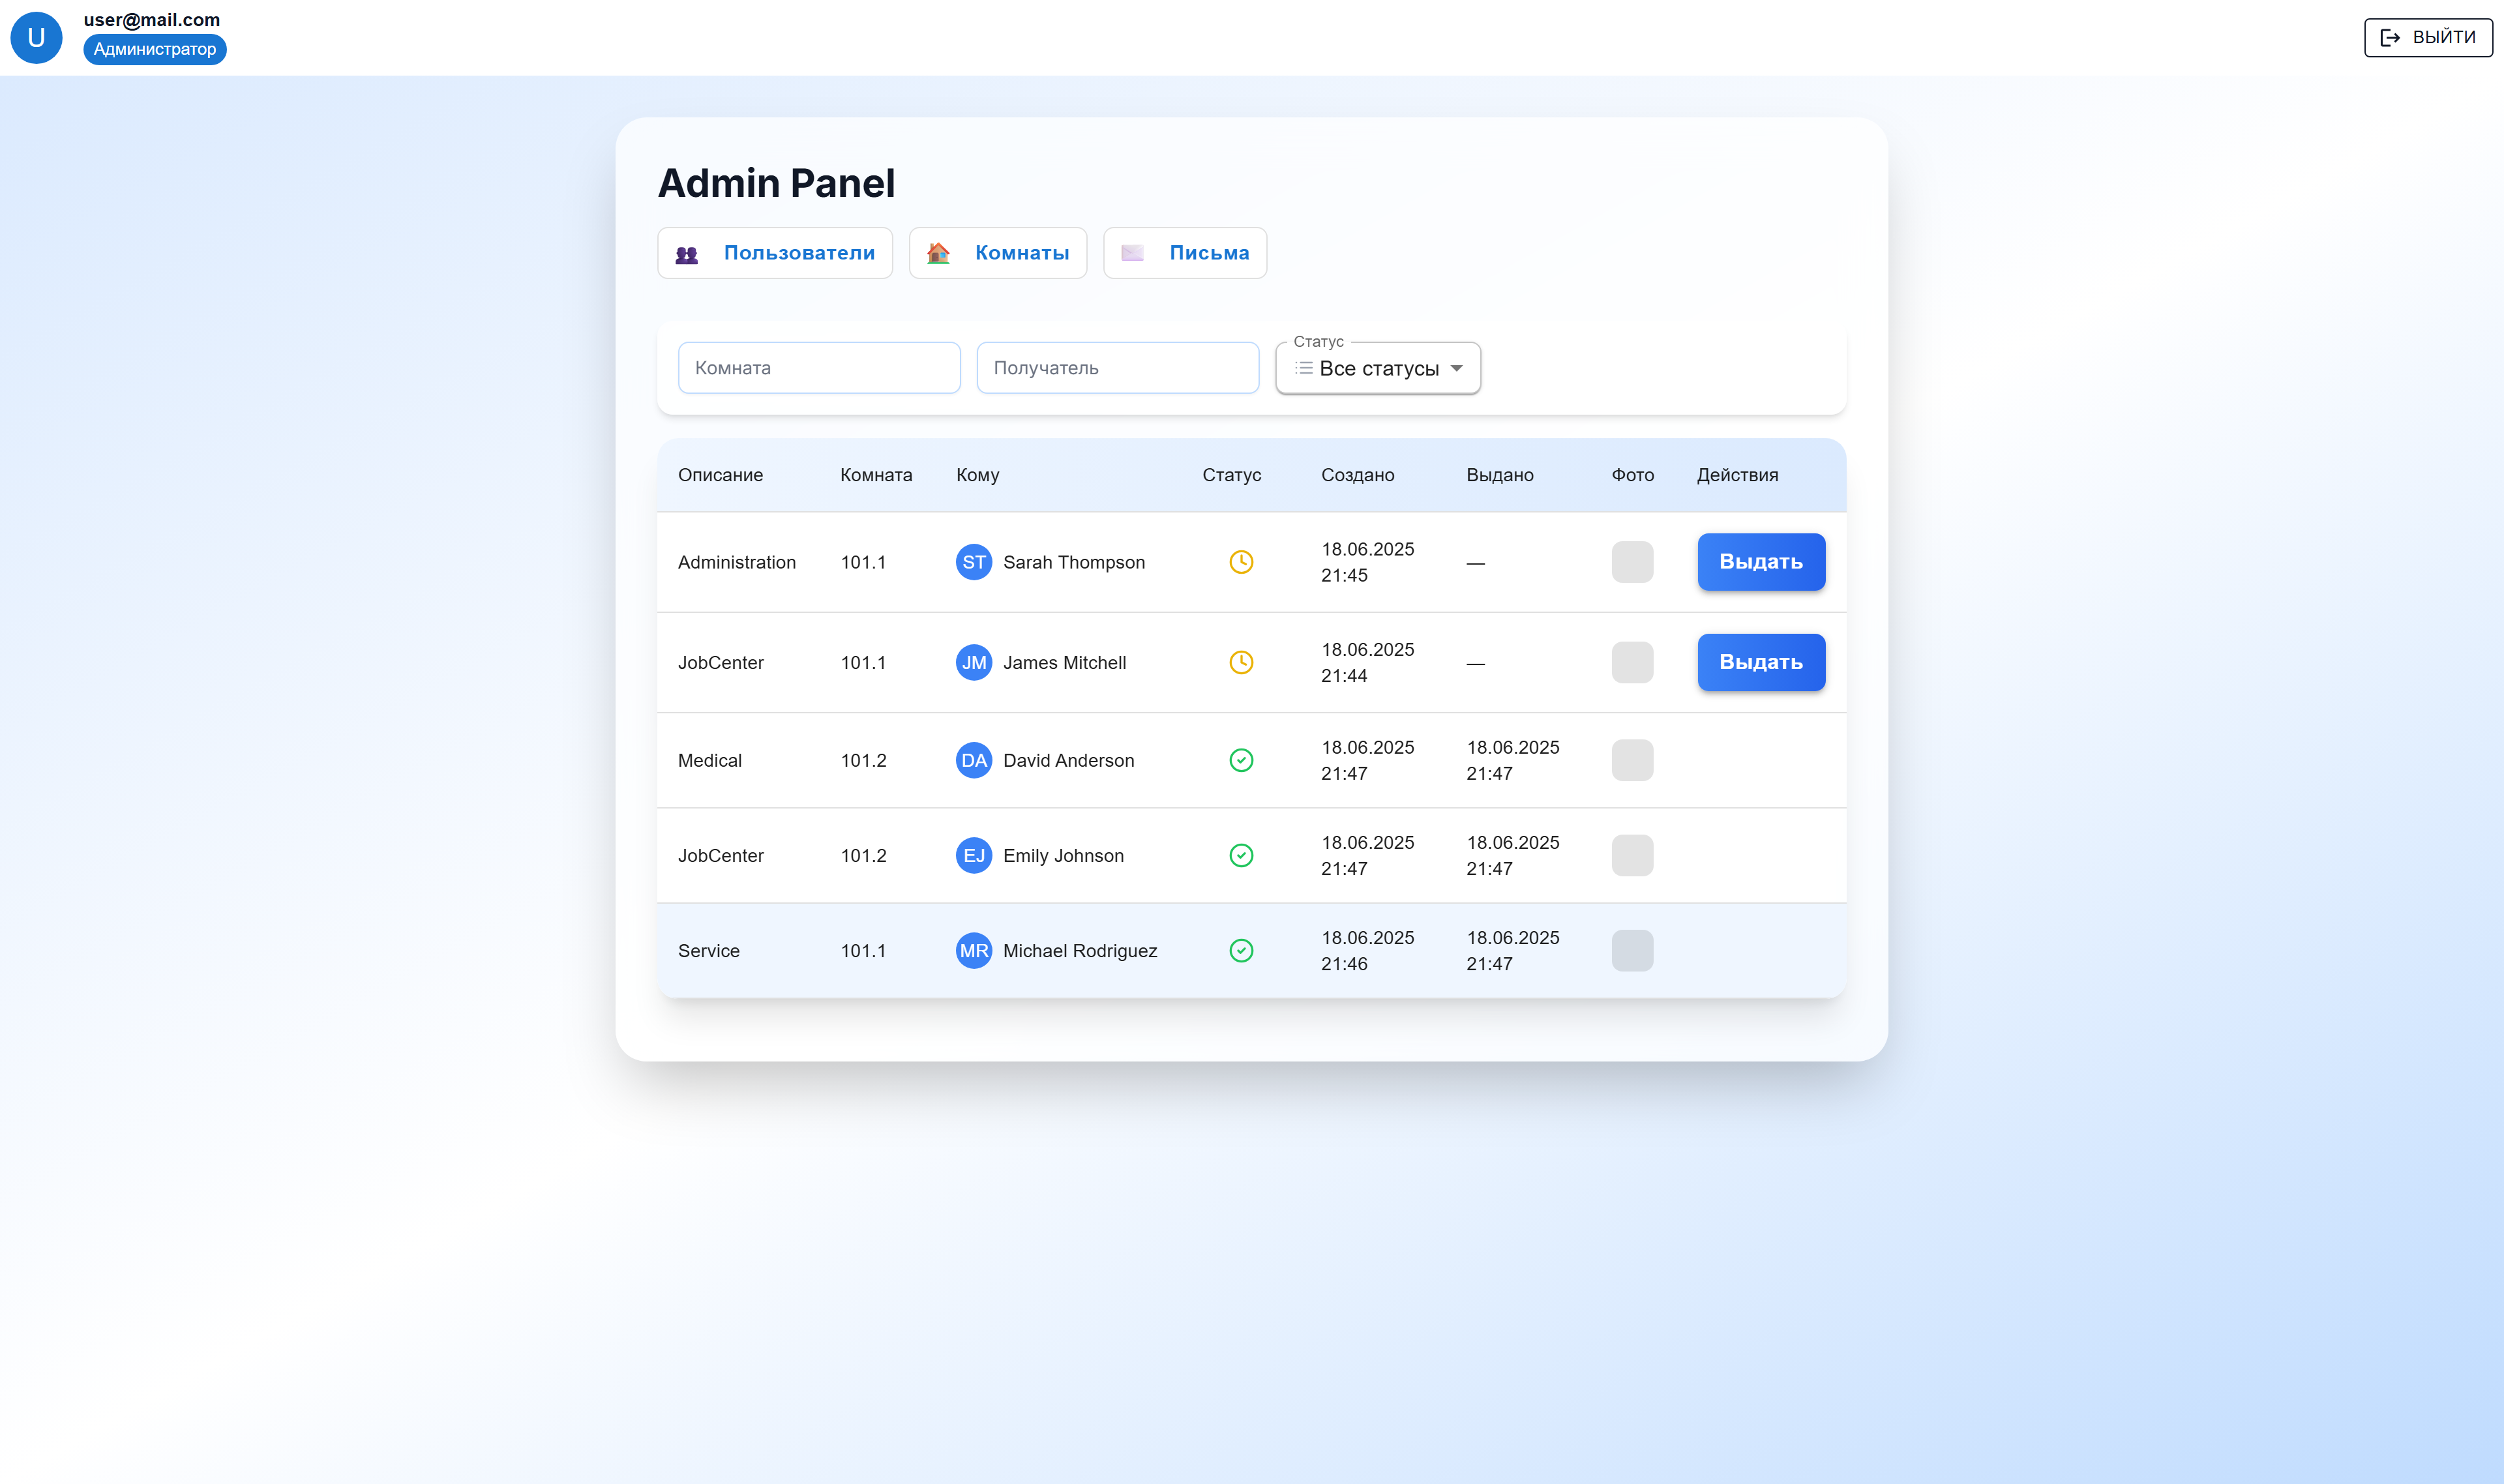 U
user@mail.com
Администратор
ВЫЙТИ
Admin Panel
Пользователи
Комнаты
Письма
Комната
Получатель
Статус
Все статусы
Описание Комната Кому Статус Создано Выдано Фото Действия
Administration 101.1 ST Sarah Thompson 18.06.2025 21:45 — Выдать
JobCenter 101.1 JM James Mitchell 18.06.2025 21:44 — Выдать
Medical 101.2 DA David Anderson 18.06.2025 21:47 18.06.2025 21:47
JobCenter 101.2 EJ Emily Johnson 18.06.2025 21:47 18.06.2025 21:47
Service 101.1 MR Michael Rodriguez 18.06.2025 21:46 18.06.2025 21:47